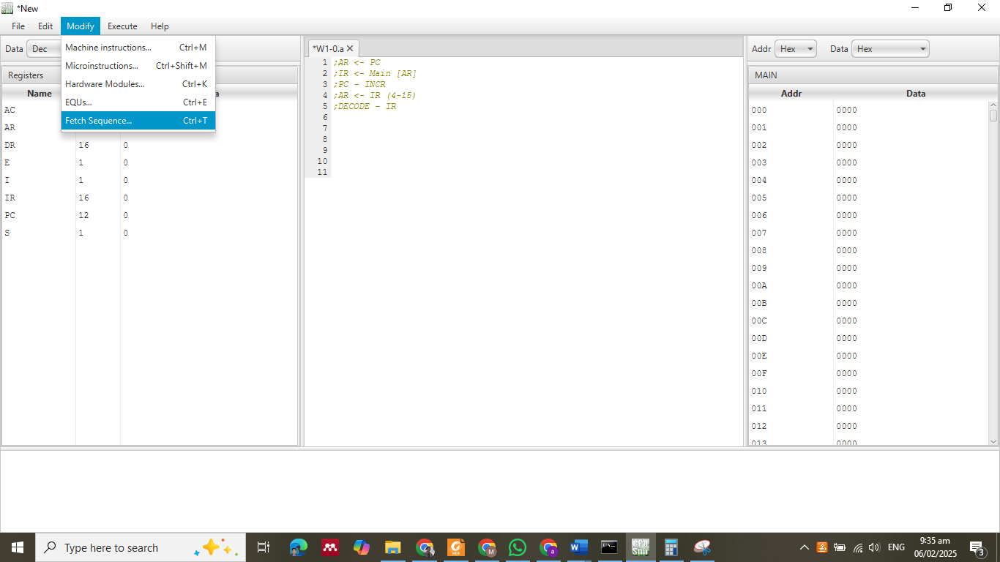 *New
File Edit Modify Execute Help
Data Dec
Machine instructions... Ctrl+M
Microinstructions... Ctrl+Shift+M
Hardware Modules... Ctrl+K
EQUs... Ctrl+E
Fetch Sequence... Ctrl+T
Registers
Name a
AC
AR
DR 16 0
E 1 0
I 1 0
IR 16 0
PC 12 0
S 1 0
*W1-0.a
1 ;AR <- PC
2 ;IR <- Main [AR]
3 ;PC - INCR
4 ;AR <- IR (4-15)
5 ;DECODE - IR
6
7
8
9
10
11
Addr Hex Data Hex
MAIN
Addr Data
000 0000
001 0000
002 0000
003 0000
004 0000
005 0000
006 0000
007 0000
008 0000
009 0000
00A 0000
00B 0000
00C 0000
00D 0000
00E 0000
00F 0000
010 0000
011 0000
012 0000
013 0000
Type here to search
ENG
9:35 am
06/02/2025
3